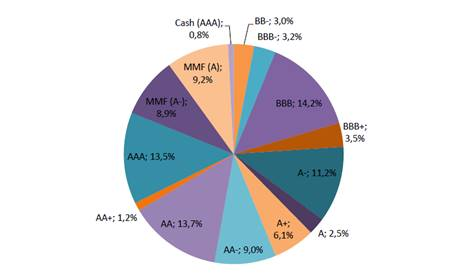 Cash (AAA);
0,8%
BB-; 3,0%
BBB-; 3,2%
BBB; 14,2%
BBB+;
3,5%
A-; 11,2%
A; 2,5%
A+;
6,1%
AA-; 9,0%
AA; 13,7%
AA+; 1,2%
AAA; 13,5%
MMF (A-);
8,9%
MMF (A);
9,2%